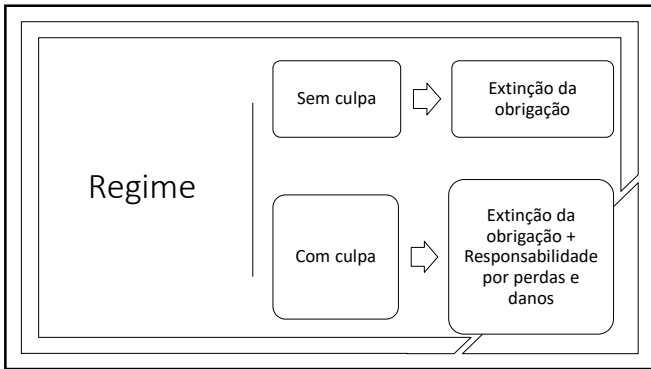 Regime
Sem culpa
Extinção da
obrigação
Com culpa
Extinção da
obrigação +
Responsabilidade
por perdas e
danos